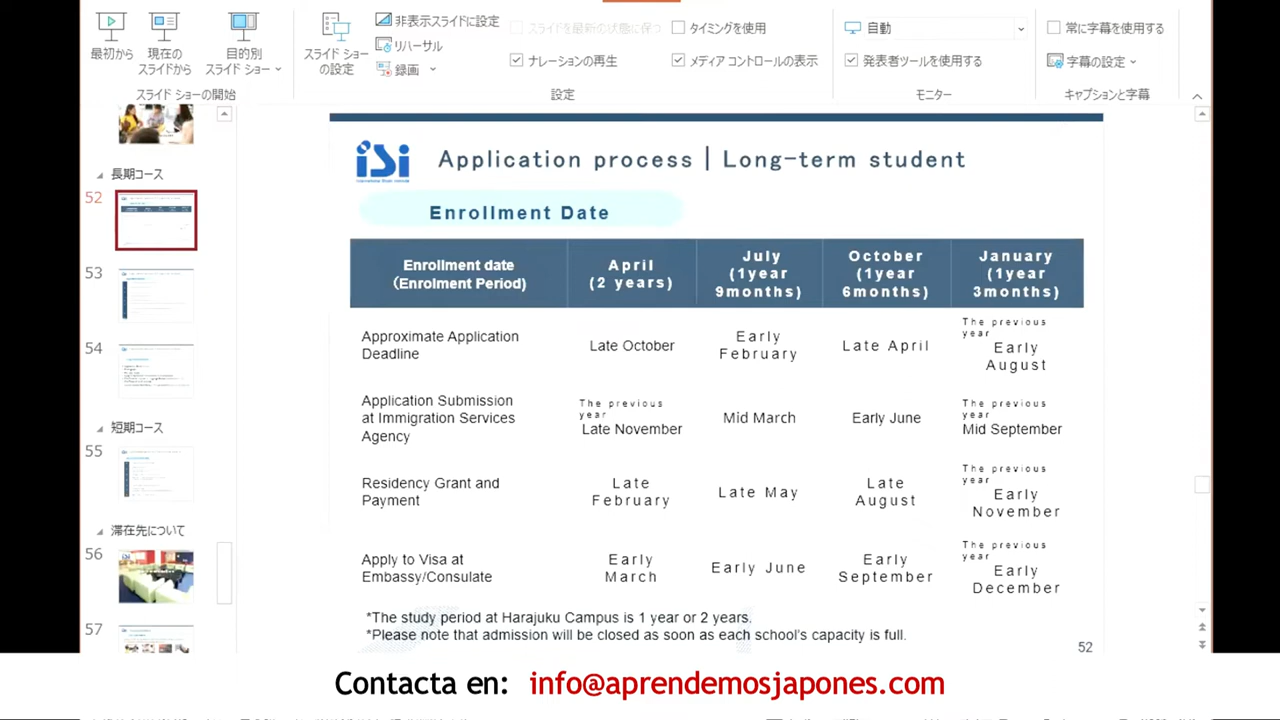 最初から
現在の
スライドから
目的別
スライド ショー
スライド ショーの開始
スライド ショー
の設定
非表示スライドに設定
リハーサル
録画
スライドを最新の状態に保つ
ナレーションの再生
タイミングを使用
メディア コントロールの表示
設定
自動
発表者ツールを使用する
モニター
常に字幕を使用する
字幕の設定
キャプションと字幕
長期コース
52
53
54
短期コース
55
滞在先について
56
57
iSi
Application process | Long-term student
Enrollment Date
Enrollment date
(Enrolment Period)
April
(2 years)
July
(1year
9months)
October
(1year
6months)
January
(1year
3months)
Approximate Application
Deadline
Late October
Early
February
Late April
The previous
year
Early
August
Application Submission
at Immigration Services
Agency
The previous
year
Late November
Mid March
Early June
The previous
year
Mid September
Residency Grant and
Payment
Late
February
Late May
Late
August
The previous
year
Early
November
Apply to Visa at
Embassy/Consulate
Early
March
Early June
Early
September
The previous
year
Early
December
*The study period at Harajuku Campus is 1 year or 2 years.
*Please note that admission will be closed as soon as each school's capacity is full.
52
Contacta en: info@aprendemosjapones.com